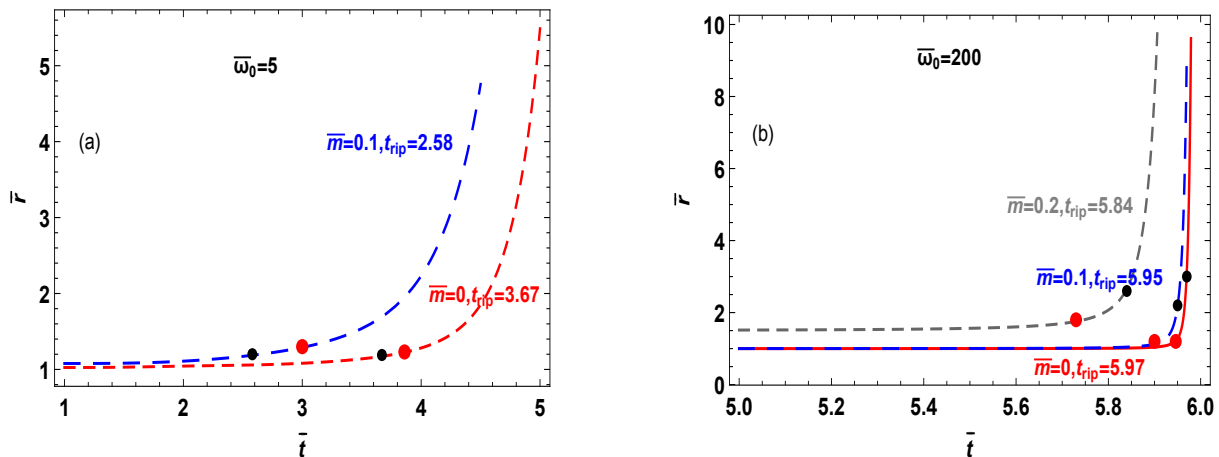 ω̅₀=5
(a)
m̅=0.1,t_rip=2.58
m̅=0,t_rip=3.67
r̅
5
4
3
2
1
1
2
3
4
5
t̅
ω̅₀=200
(b)
m̅=0.2,t_rip=5.84
m̅=0.1,t_rip=5.95
m̅=0,t_rip=5.97
r̅
10
8
6
4
2
0
5.0
5.2
5.4
5.6
5.8
6.0
t̅